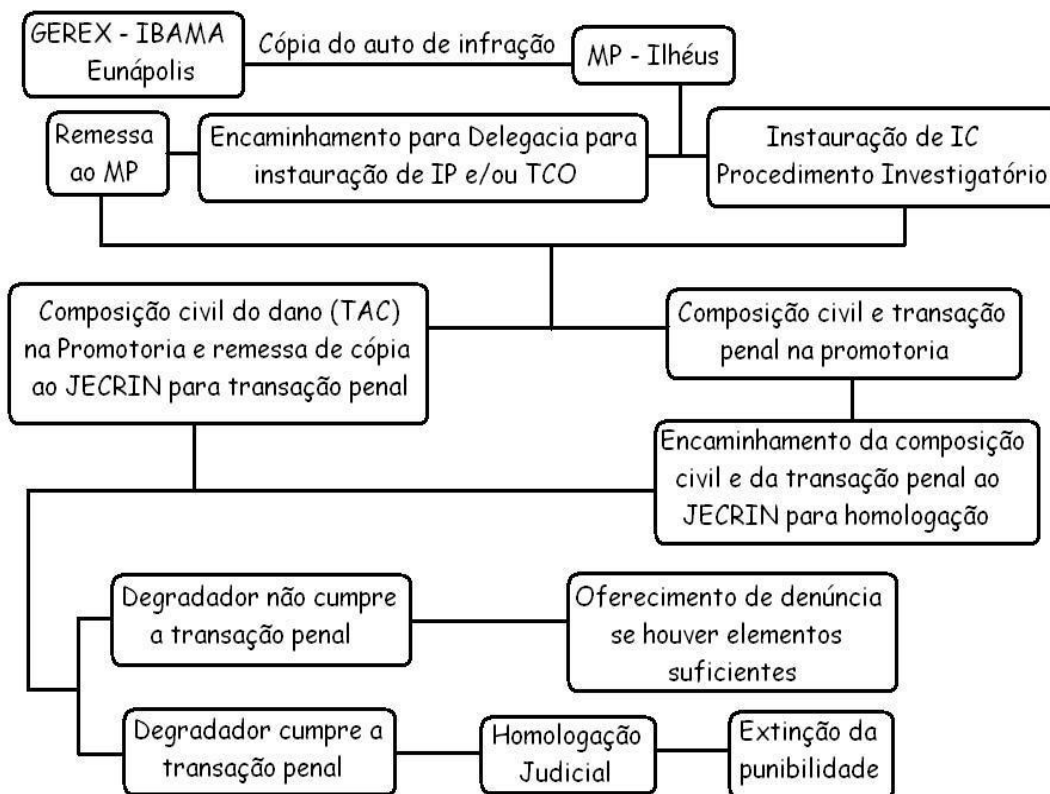 GEREX - IBAMA
Eunápolis
Cópia do auto de infração
MP - Ilhéus
Remessa
ao MP
Encaminhamento para Delegacia para
instauração de IP e/ou TCO
Instauração de IC
Procedimento Investigatório
Composição civil do dano (TAC)
na Promotoria e remessa de cópia
ao JECRIN para transação penal
Composição civil e transação
penal na promotoria
Encaminhamento da composição
civil e da transação penal ao
JECRIN para homologação
Degradador não cumpre
a transação penal
Oferecimento de denúncia
se houver elementos
suficientes
Degradador cumpre a
transação penal
Homologação
Judicial
Extinção da
punibilidade